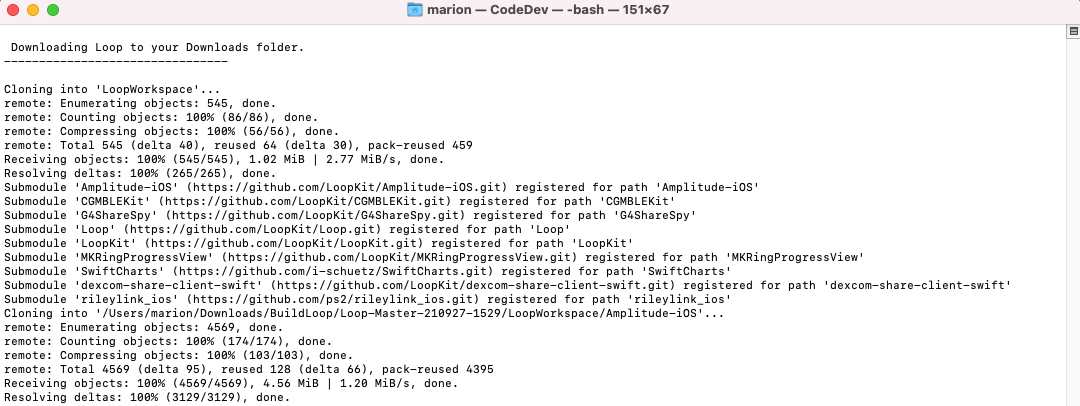 marion — CodeDev — -bash — 151×67
Downloading Loop to your Downloads folder.
--------------------------------
Cloning into 'LoopWorkspace'...
remote: Enumerating objects: 545, done.
remote: Counting objects: 100% (86/86), done.
remote: Compressing objects: 100% (56/56), done.
remote: Total 545 (delta 40), reused 64 (delta 30), pack-reused 459
Receiving objects: 100% (545/545), 1.02 MiB | 2.77 MiB/s, done.
Resolving deltas: 100% (265/265), done.
Submodule 'Amplitude-iOS' (https://github.com/LoopKit/Amplitude-iOS.git) registered for path 'Amplitude-iOS'
Submodule 'CGMBLEKit' (https://github.com/LoopKit/CGMBLEKit.git) registered for path 'CGMBLEKit'
Submodule 'G4ShareSpy' (https://github.com/LoopKit/G4ShareSpy.git) registered for path 'G4ShareSpy'
Submodule 'Loop' (https://github.com/LoopKit/Loop.git) registered for path 'Loop'
Submodule 'LoopKit' (https://github.com/LoopKit/LoopKit.git) registered for path 'LoopKit'
Submodule 'MKRingProgressView' (https://github.com/LoopKit/MKRingProgressView.git) registered for path 'MKRingProgressView'
Submodule 'SwiftCharts' (https://github.com/i-schuetz/SwiftCharts.git) registered for path 'SwiftCharts'
Submodule 'dexcom-share-client-swift' (https://github.com/LoopKit/dexcom-share-client-swift.git) registered for path 'dexcom-share-client-swift'
Submodule 'rileylink_ios' (https://github.com/ps2/rileylink_ios.git) registered for path 'rileylink_ios'
Cloning into '/Users/marion/Downloads/BuildLoop/Loop-Master-210927-1529/LoopWorkspace/Amplitude-iOS'...
remote: Enumerating objects: 4569, done.
remote: Counting objects: 100% (174/174), done.
remote: Compressing objects: 100% (103/103), done.
remote: Total 4569 (delta 95), reused 128 (delta 66), pack-reused 4395
Receiving objects: 100% (4569/4569), 4.56 MiB | 1.20 MiB/s, done.
Resolving deltas: 100% (3129/3129), done.